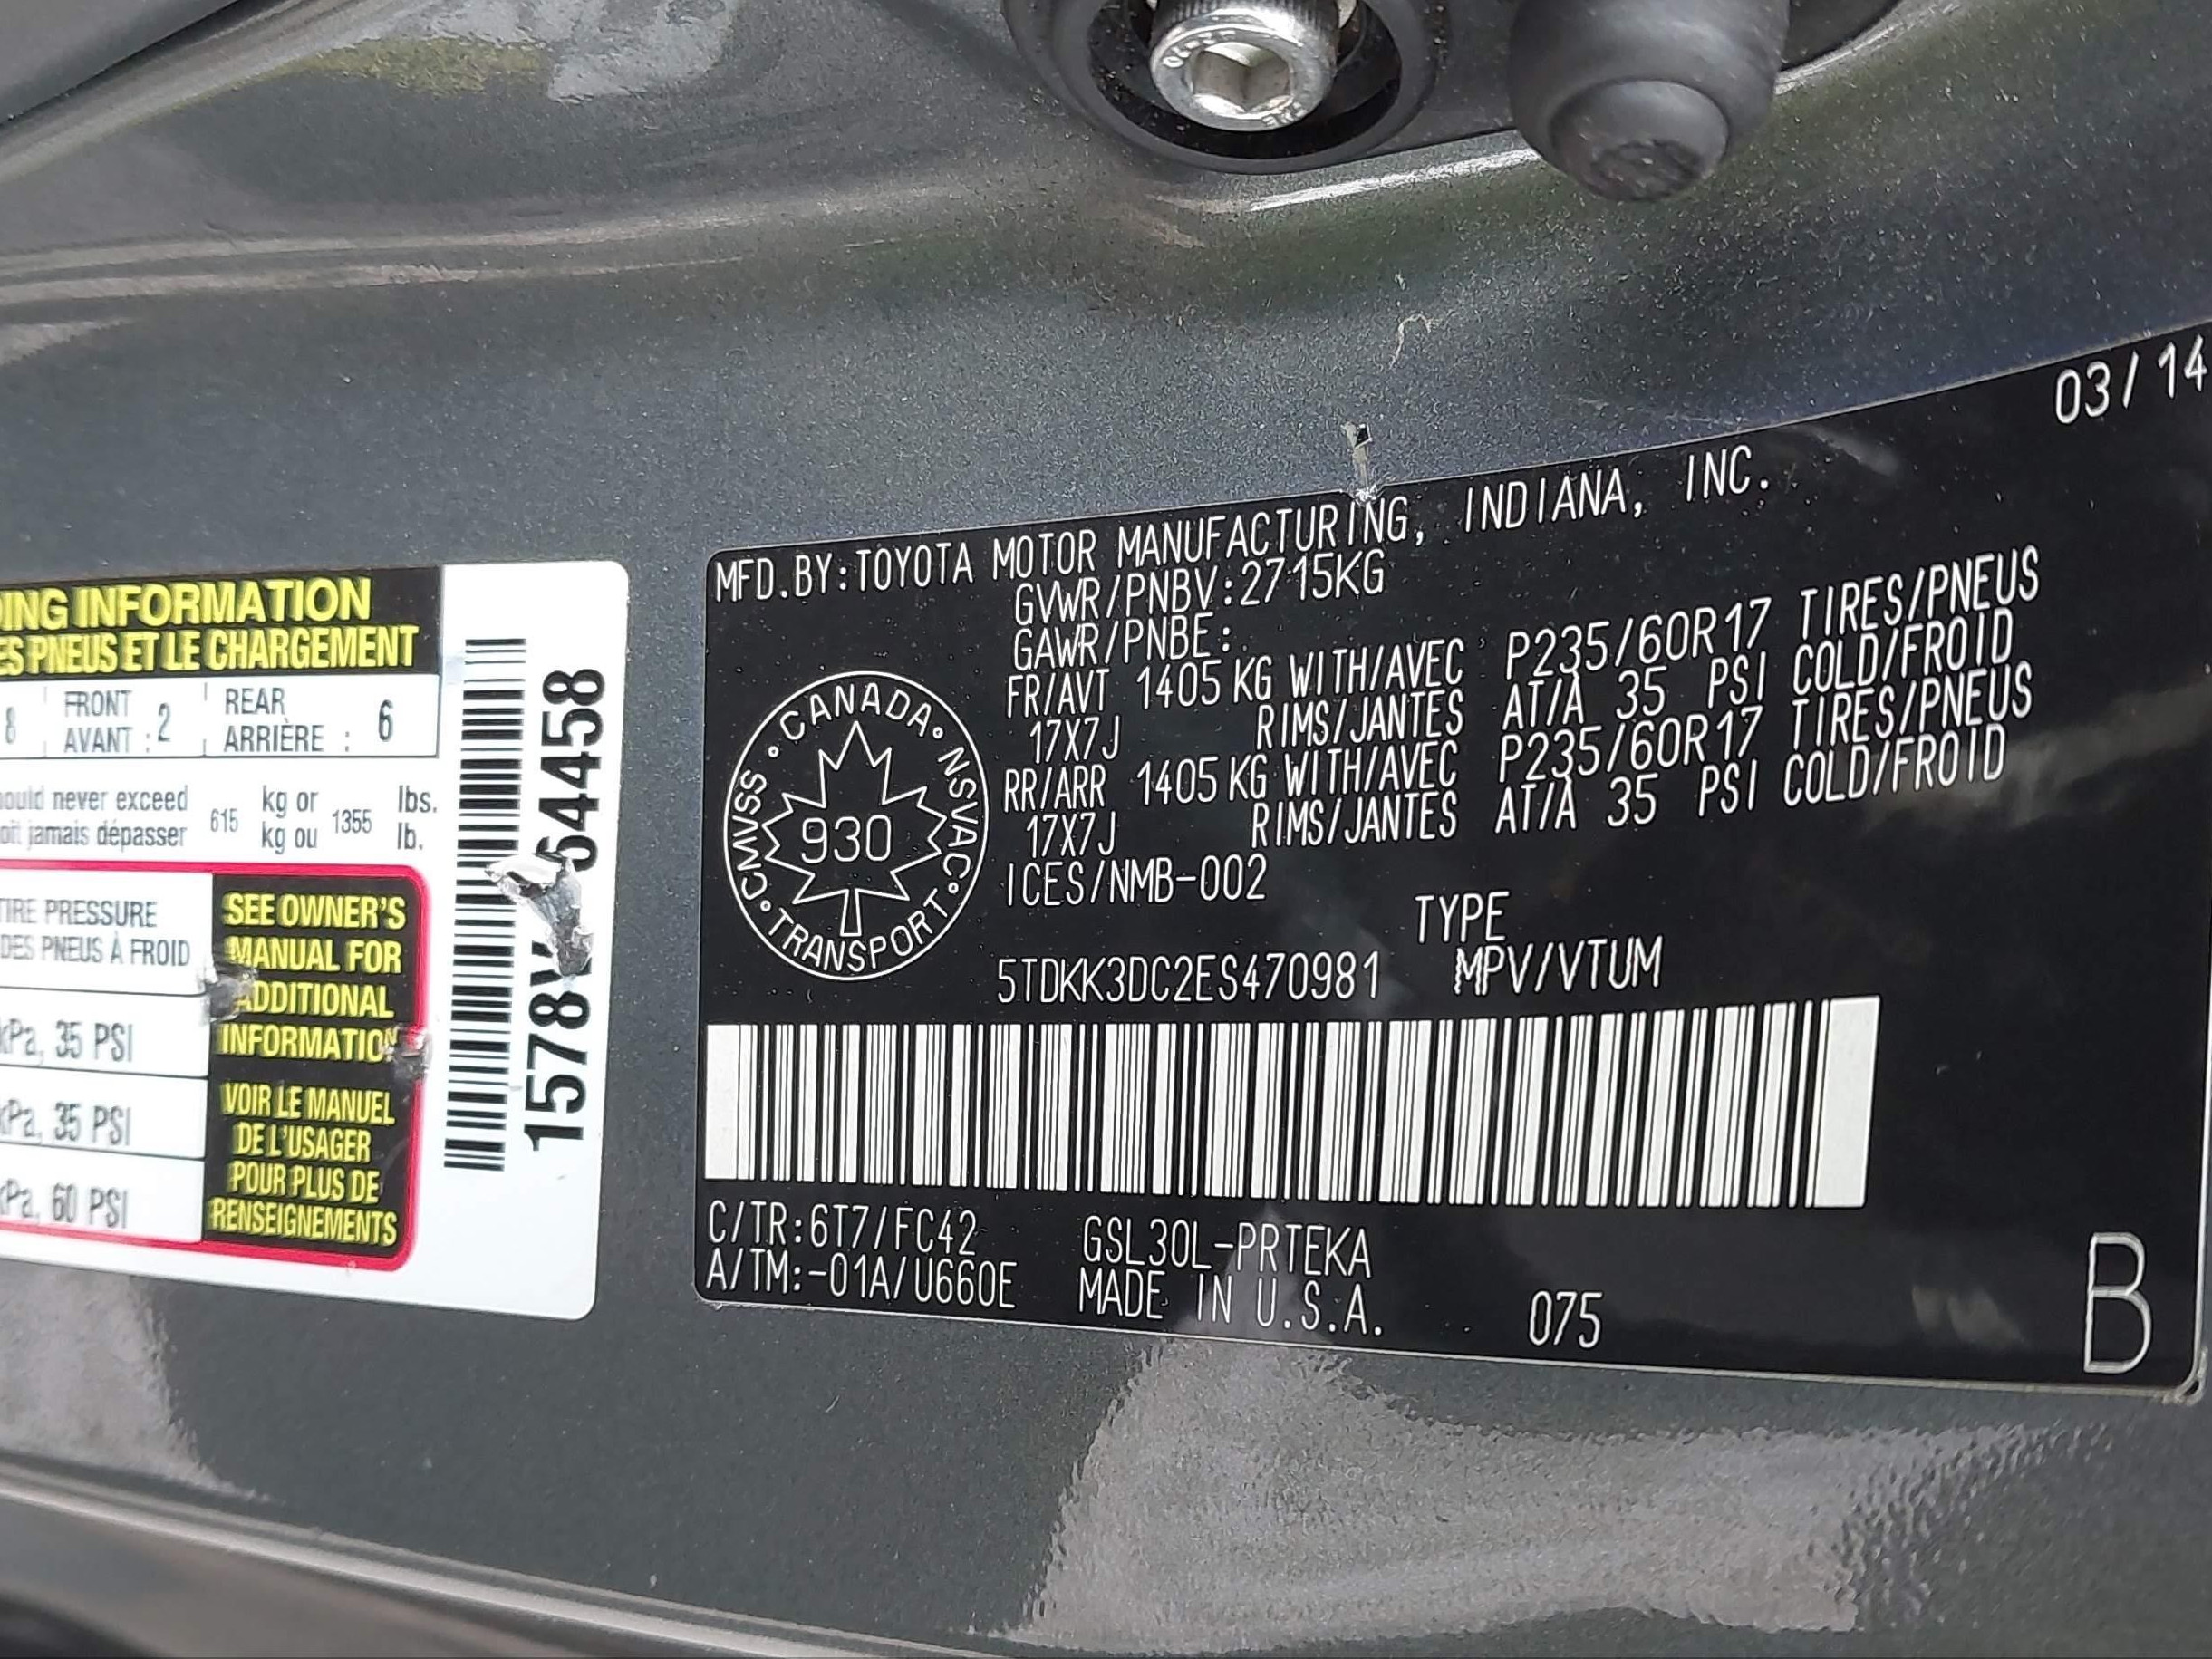 ING INFORMATION
ES PNEUS ET LE CHARGEMENT
8 FRONT AVANT : 2 REAR ARRIÈRE : 6
ould never exceed 615 kg or 1355 lbs.
oit jamais dépasser kg ou lb.
TIRE PRESSURE
DES PNEUS À FROID
kPa, 35 PSI
kPa, 35 PSI
kPa, 60 PSI
SEE OWNER'S
MANUAL FOR
ADDITIONAL
INFORMATION
VOIR LE MANUEL
DE L'USAGER
POUR PLUS DE
RENSEIGNEMENTS
03/14
MFD.BY:TOYOTA MOTOR MANUFACTURING, INDIANA, INC.
GVWR/PNBV:2715KG
GAWR/PNBE:
FR/AVT 1405 KG WITH/AVEC P235/60R17 TIRES/PNEUS
17X7J RIMS/JANTES AT/À 35 PSI COLD/FROID
RR/ARR 1405 KG WITH/AVEC P235/60R17 TIRES/PNEUS
17X7J RIMS/JANTES AT/À 35 PSI COLD/FROID
ICES/NMB-002
CANADA · NSVAC · TRANSPORT · CMVSS
930
TYPE
5TDKK3DC2ES470981 MPV/VTUM
C/TR:6T7/FC42 GSL30L-PRTEKA
A/TM:-01A/U660E MADE IN U.S.A. 075
B